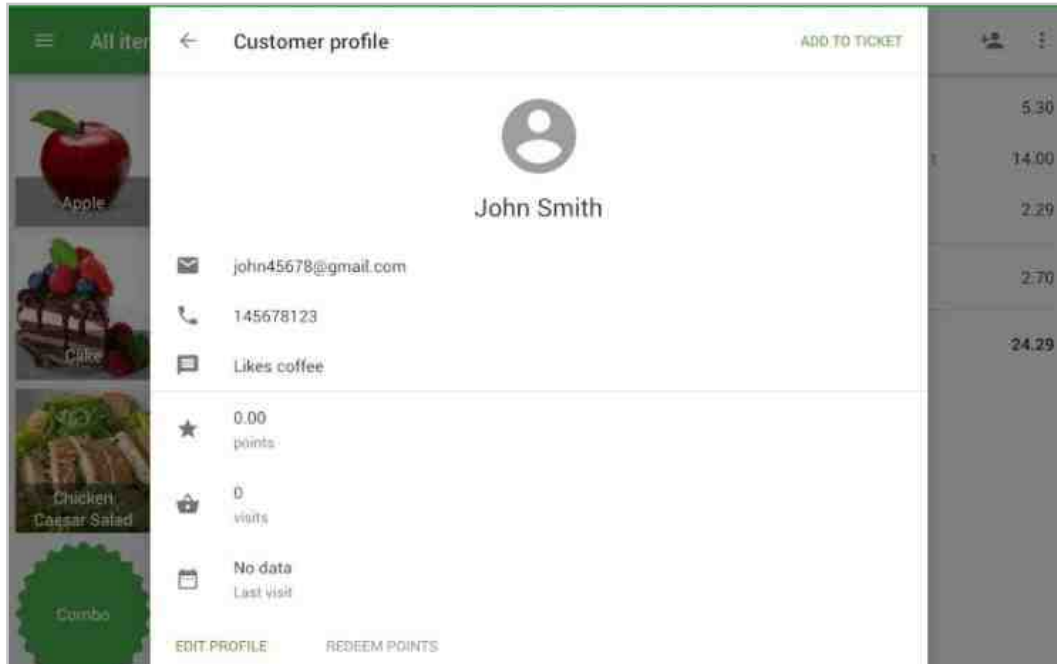 All iter
Customer profile
ADD TO TICKET
John Smith
john45678@gmail.com
145678123
Likes coffee
0.00
points
0
visits
No data
Last visit
EDIT PROFILE
REDEEM POINTS
Apple
Cake
Chicken
Caesar Salad
Combo
5.30
14.00
2.29
2.70
24.29